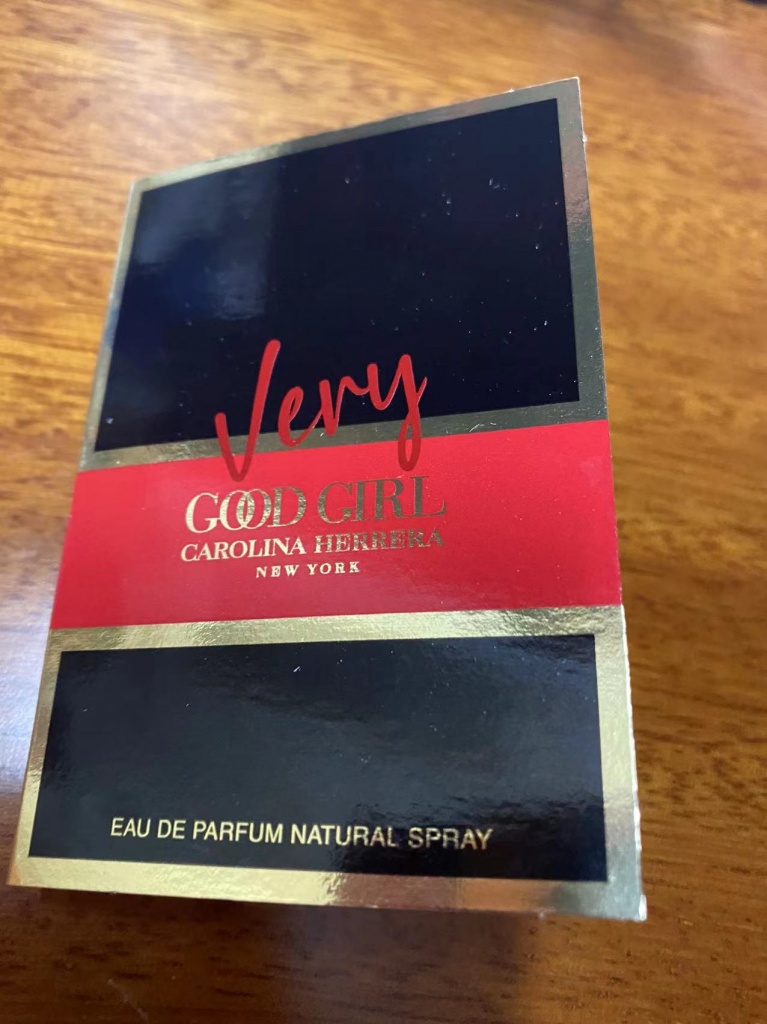 Very
GOOD GIRL
CAROLINA HERRERA
NEW YORK
EAU DE PARFUM NATURAL SPRAY